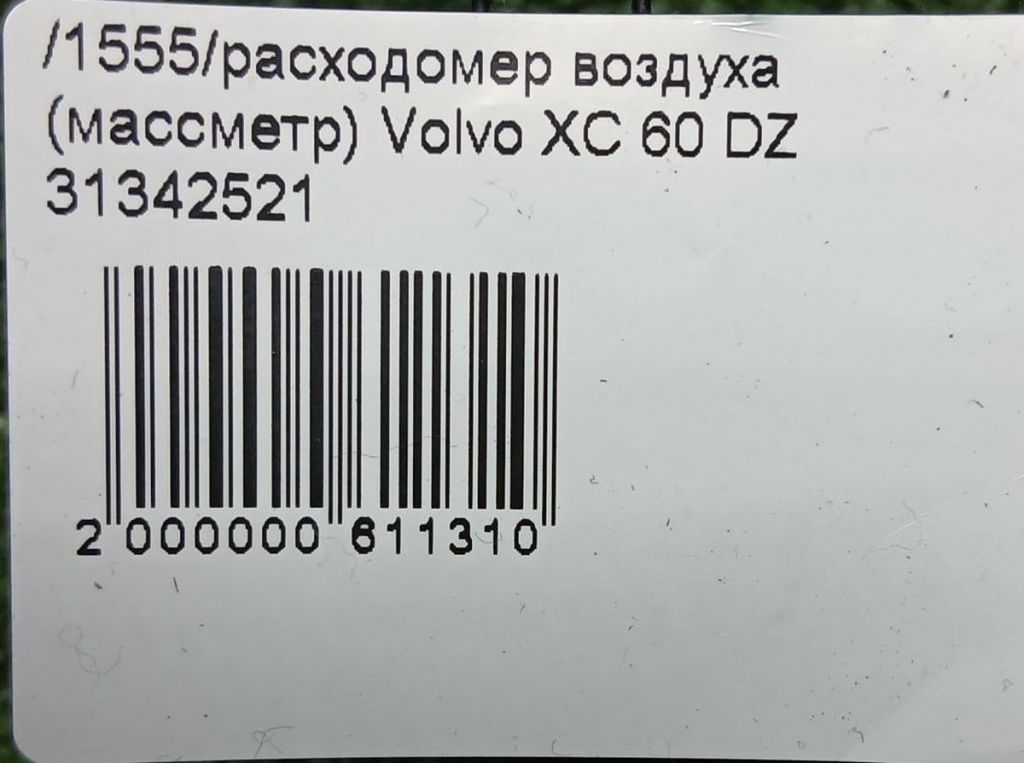 /1555/расходомер воздуха
(массметр) Volvo XC 60 DZ
31342521
2 000000 611310